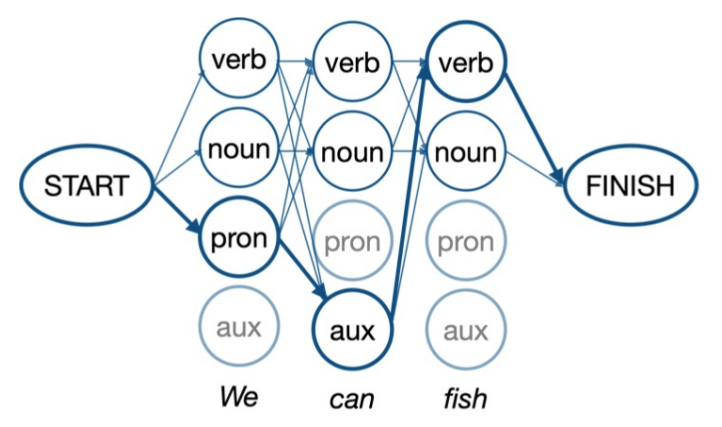 verb verb verb
noun noun noun
START FINISH
pron pron pron
aux aux aux
We can fish